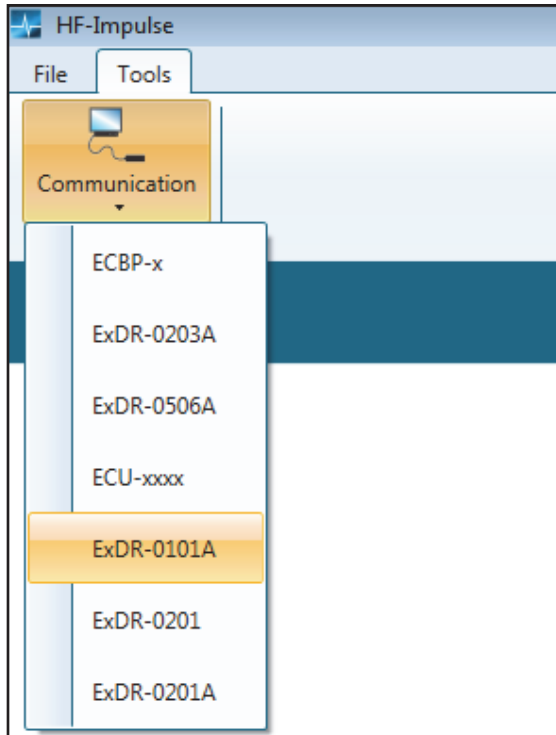 HF-Impulse
File Tools
Communication
ECBP-x
ExDR-0203A
ExDR-0506A
ECU-xxxx
ExDR-0101A
ExDR-0201
ExDR-0201A